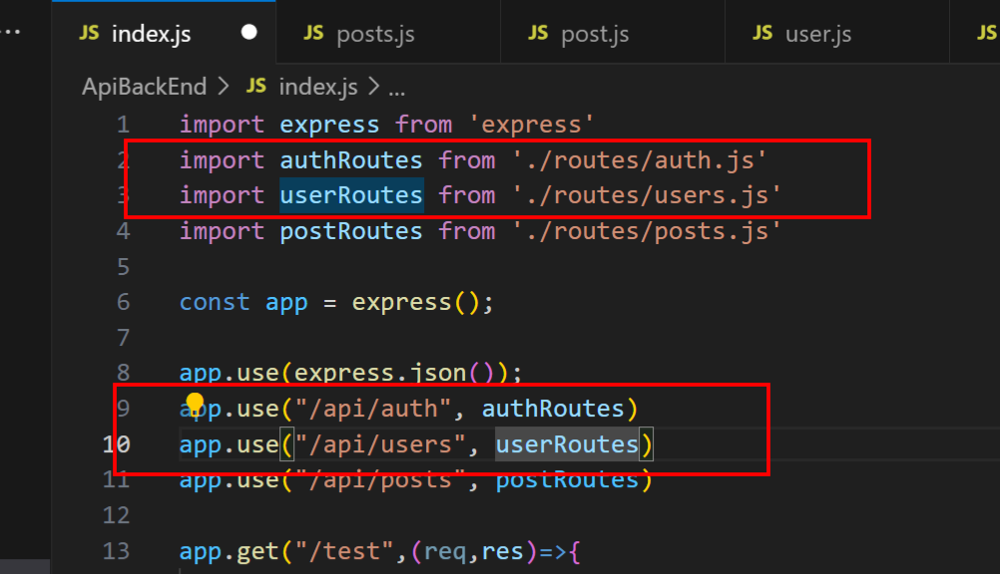 ...
JS index.js JS posts.js JS post.js JS user.js JS
ApiBackEnd > JS index.js > ...
1 import express from 'express'
2 import authRoutes from './routes/auth.js'
3 import userRoutes from './routes/users.js'
4 import postRoutes from './routes/posts.js'
5
6 const app = express();
7
8 app.use(express.json());
9 app.use("/api/auth", authRoutes)
10 app.use("/api/users", userRoutes)
11 app.use("/api/posts", postRoutes)
12
13 app.get("/test",(req,res)=>{